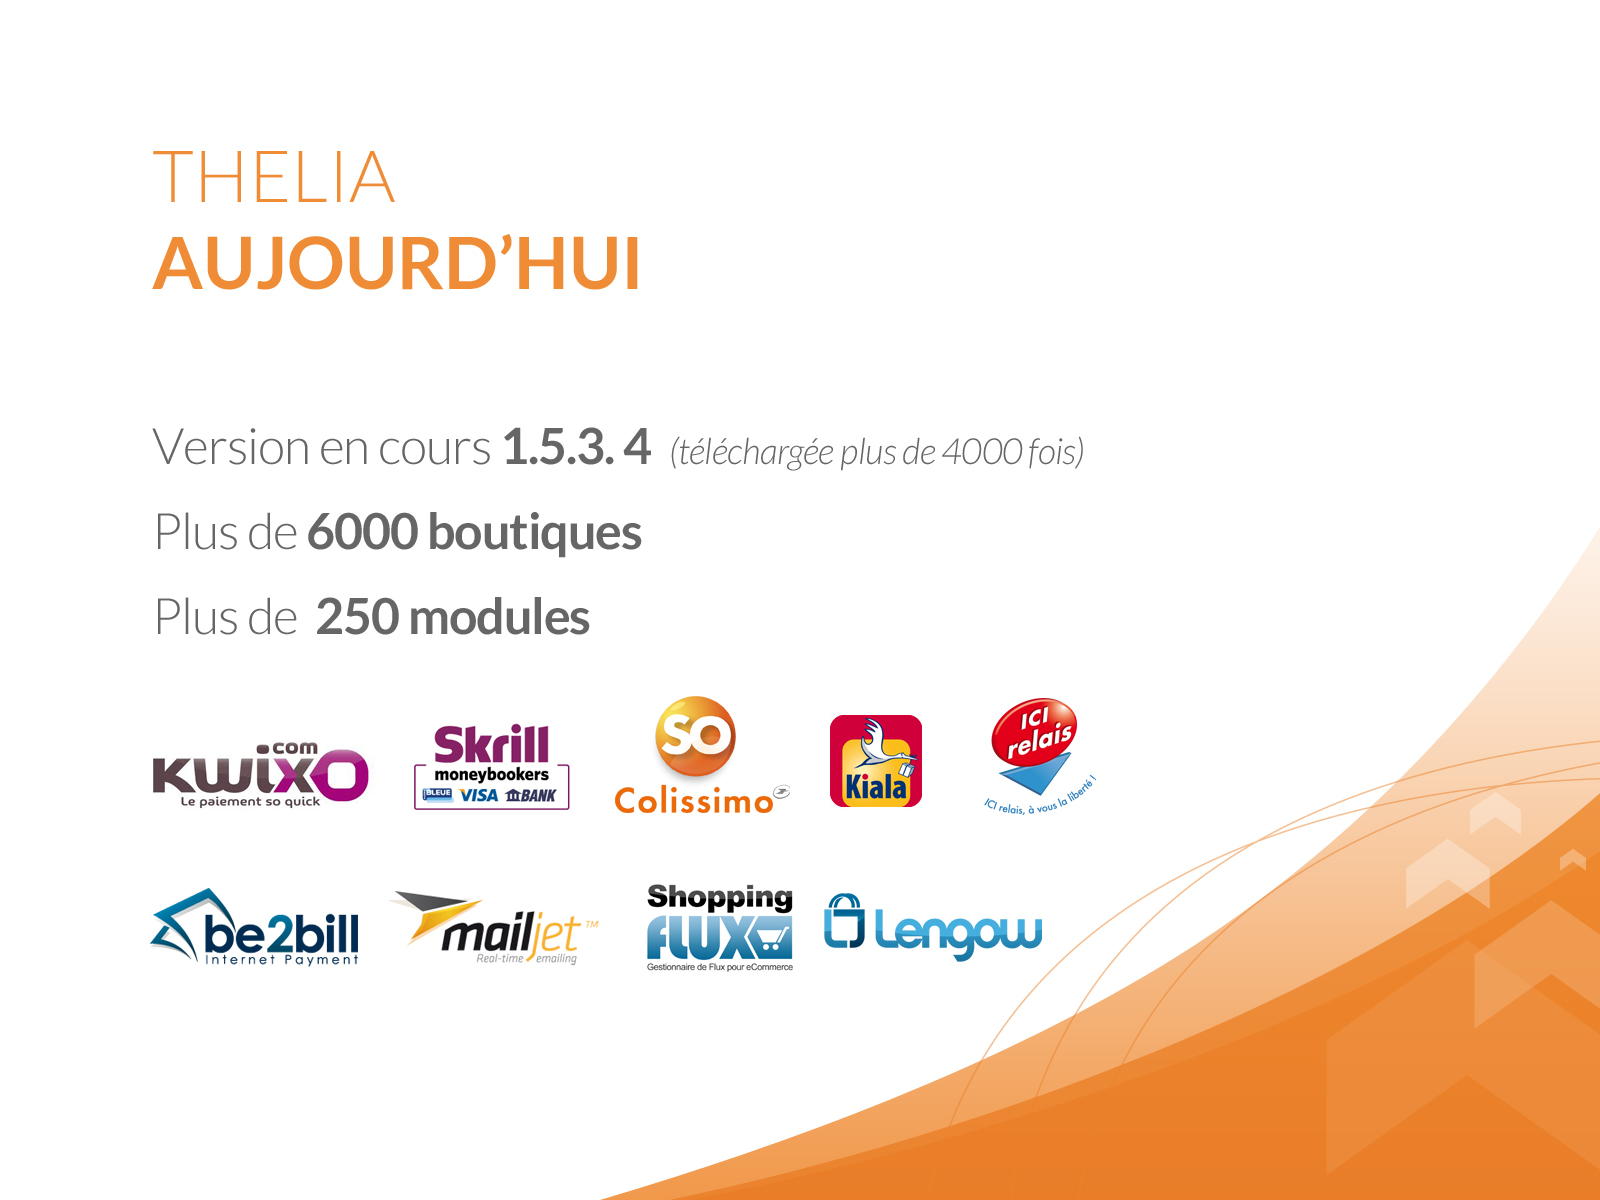 THELIA
AUJOURD’HUI
Version en cours 1.5.3. 4 (téléchargée plus de 4000 fois)
Plus de 6000 boutiques
Plus de 250 modules
kwixo
com
Le paiement so quick
Skrill
moneybookers
BLEUE VISA BANK
SO
Colissimo
Kiala
ICI
relais
ICI relais, à vous la liberté !
be2bill
Internet Payment
mailjet™
Real-time emailing
Shopping
FLUX
Gestionnaire de Flux pour eCommerce
Lengow